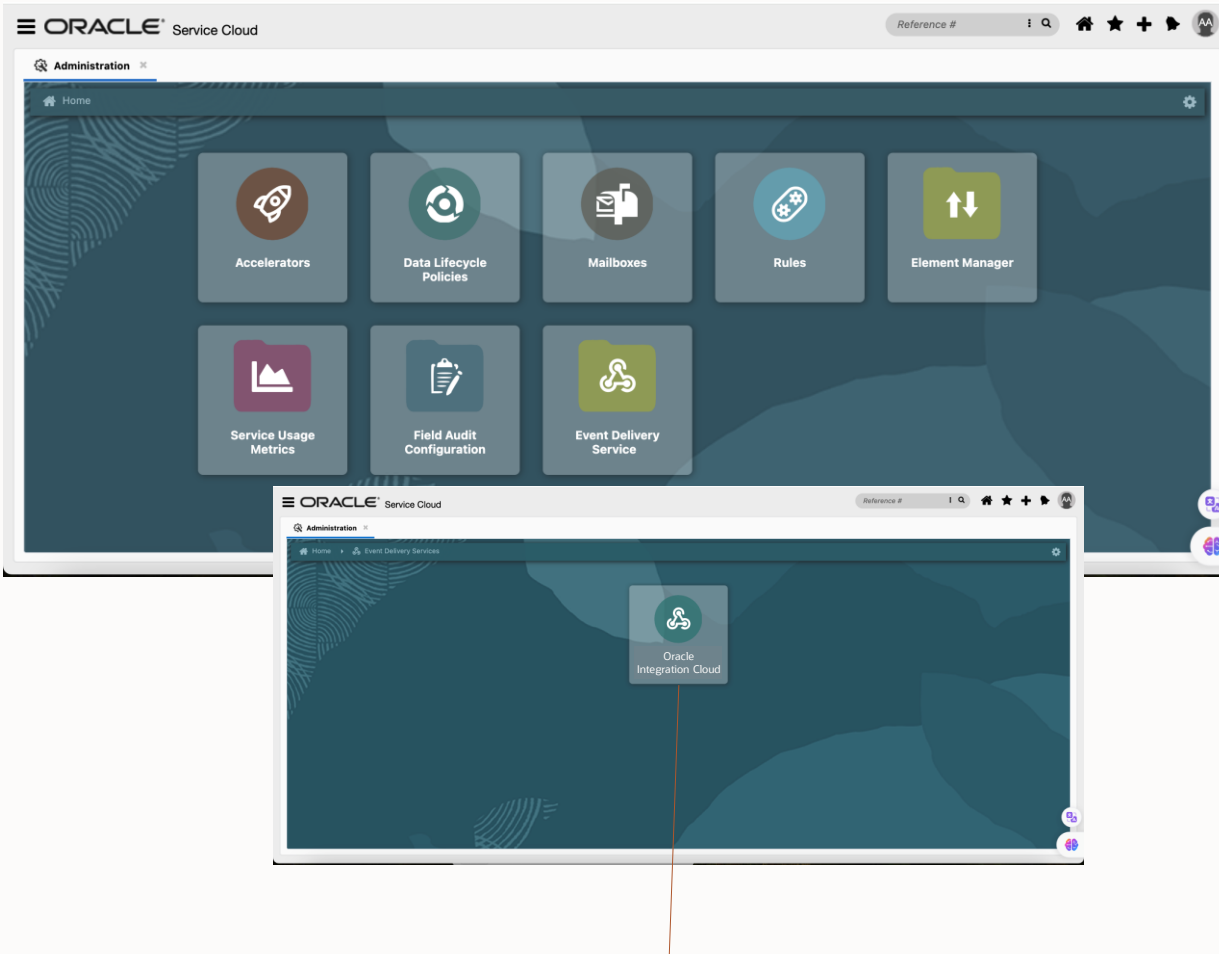 ORACLE Service Cloud
Reference #
AA
Administration
Home
Accelerators
Data Lifecycle
Policies
Mailboxes
Rules
Element Manager
Service Usage
Metrics
Field Audit
Configuration
Event Delivery
Service
ORACLE Service Cloud
Reference #
AA
Administration
Home
Event Delivery Services
Oracle
Integration Cloud